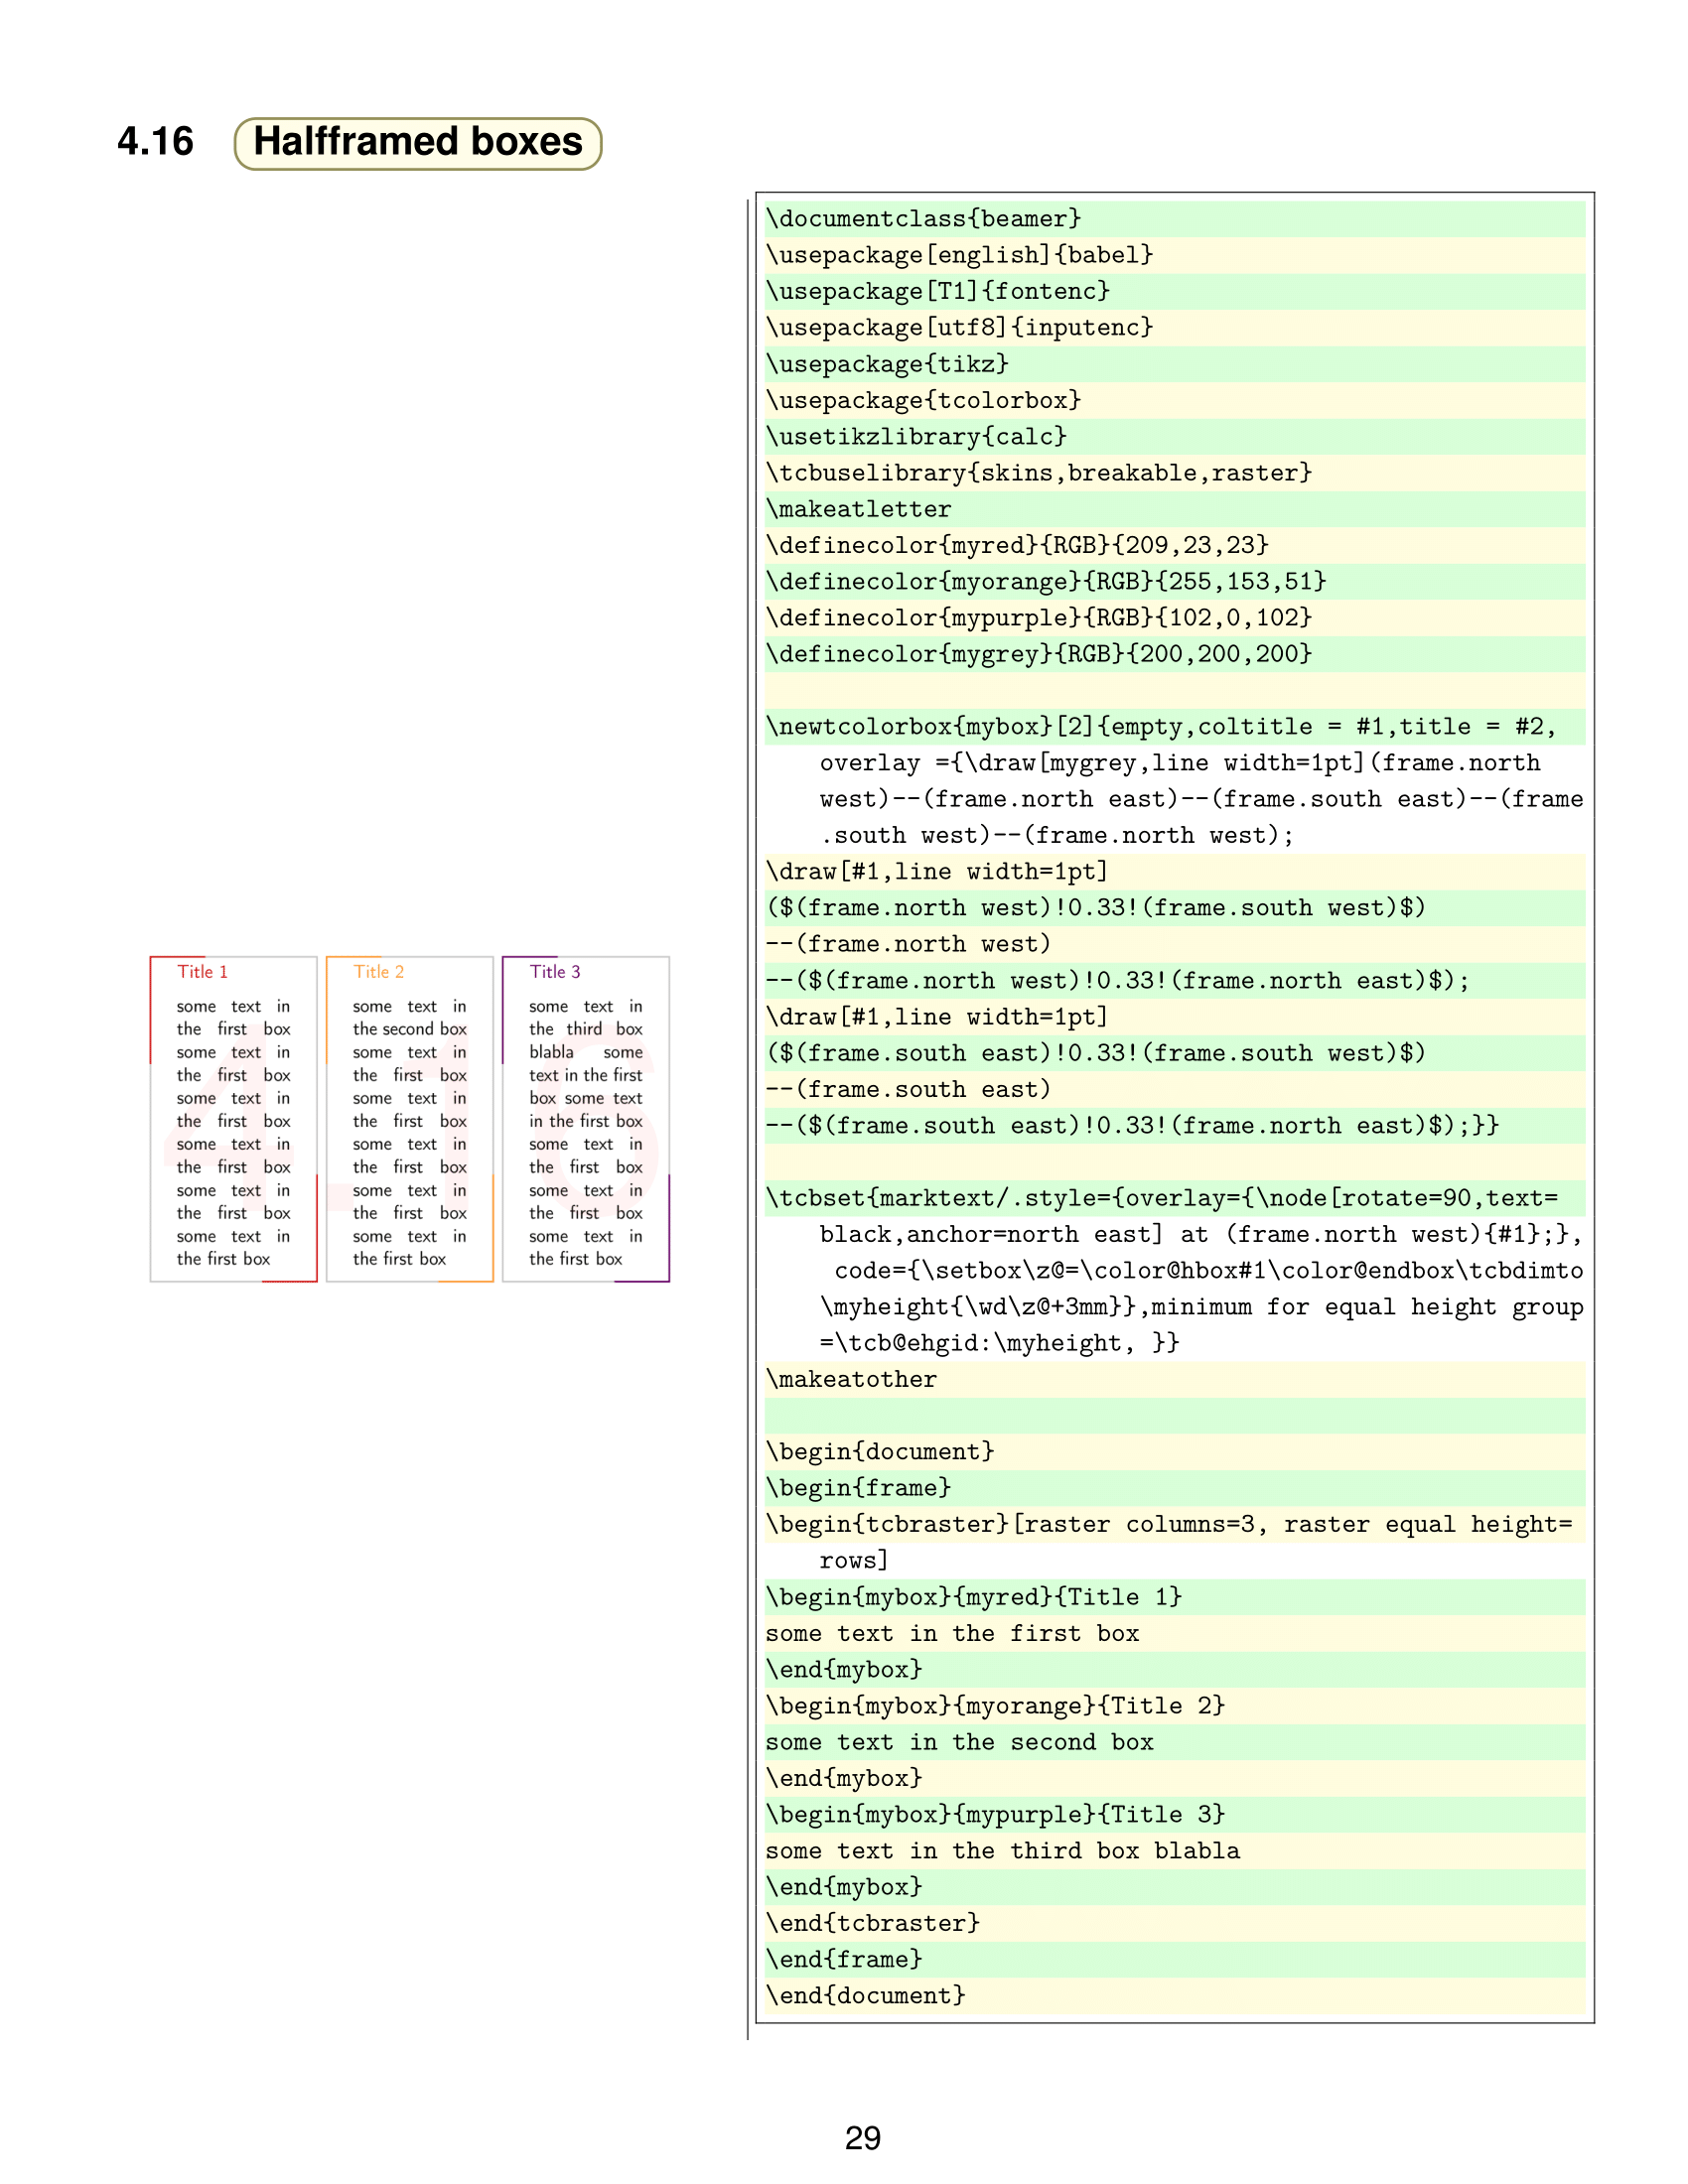 4.16 Halfframed boxes
Title 1
some text in
the first box
some text in
the first box
some text in
the first box
some text in
the first box
some text in
the first box
some text in
the first box
Title 2
some text in
the second box
some text in
the first box
some text in
the first box
some text in
the first box
some text in
the first box
some text in
the first box
Title 3
some text in
the third box
blabla some
text in the first
box some text
in the first box
some text in
the first box
some text in
the first box
some text in
the first box
4.16
\documentclass{beamer}
\usepackage[english]{babel}
\usepackage[T1]{fontenc}
\usepackage[utf8]{inputenc}
\usepackage{tikz}
\usepackage{tcolorbox}
\usetikzlibrary{calc}
\tcbuselibrary{skins,breakable,raster}
\makeatletter
\definecolor{myred}{RGB}{209,23,23}
\definecolor{myorange}{RGB}{255,153,51}
\definecolor{mypurple}{RGB}{102,0,102}
\definecolor{mygrey}{RGB}{200,200,200}
\newtcolorbox{mybox}[2]{empty,coltitle = #1,title = #2,
overlay ={\draw[mygrey,line width=1pt](frame.north
west)--(frame.north east)--(frame.south east)--(frame
.south west)--(frame.north west);
\draw[#1,line width=1pt]
($(frame.north west)!0.33!(frame.south west)$)
--(frame.north west)
--($(frame.north west)!0.33!(frame.north east)$);
\draw[#1,line width=1pt]
($(frame.south east)!0.33!(frame.south west)$)
--(frame.south east)
--($(frame.south east)!0.33!(frame.north east)$);}}
\tcbset{marktext/.style={overlay={\node[rotate=90,text=
black,anchor=north east] at (frame.north west){#1};},
code={\setbox\z@=\color@hbox#1\color@endbox\tcbdimto
\myheight{\wd\z@+3mm}},minimum for equal height group
=\tcb@ehgid:\myheight, }}
\makeatother
\begin{document}
\begin{frame}
\begin{tcbraster}[raster columns=3, raster equal height=
rows]
\begin{mybox}{myred}{Title 1}
some text in the first box
\end{mybox}
\begin{mybox}{myorange}{Title 2}
some text in the second box
\end{mybox}
\begin{mybox}{mypurple}{Title 3}
some text in the third box blabla
\end{mybox}
\end{tcbraster}
\end{frame}
\end{document}
29